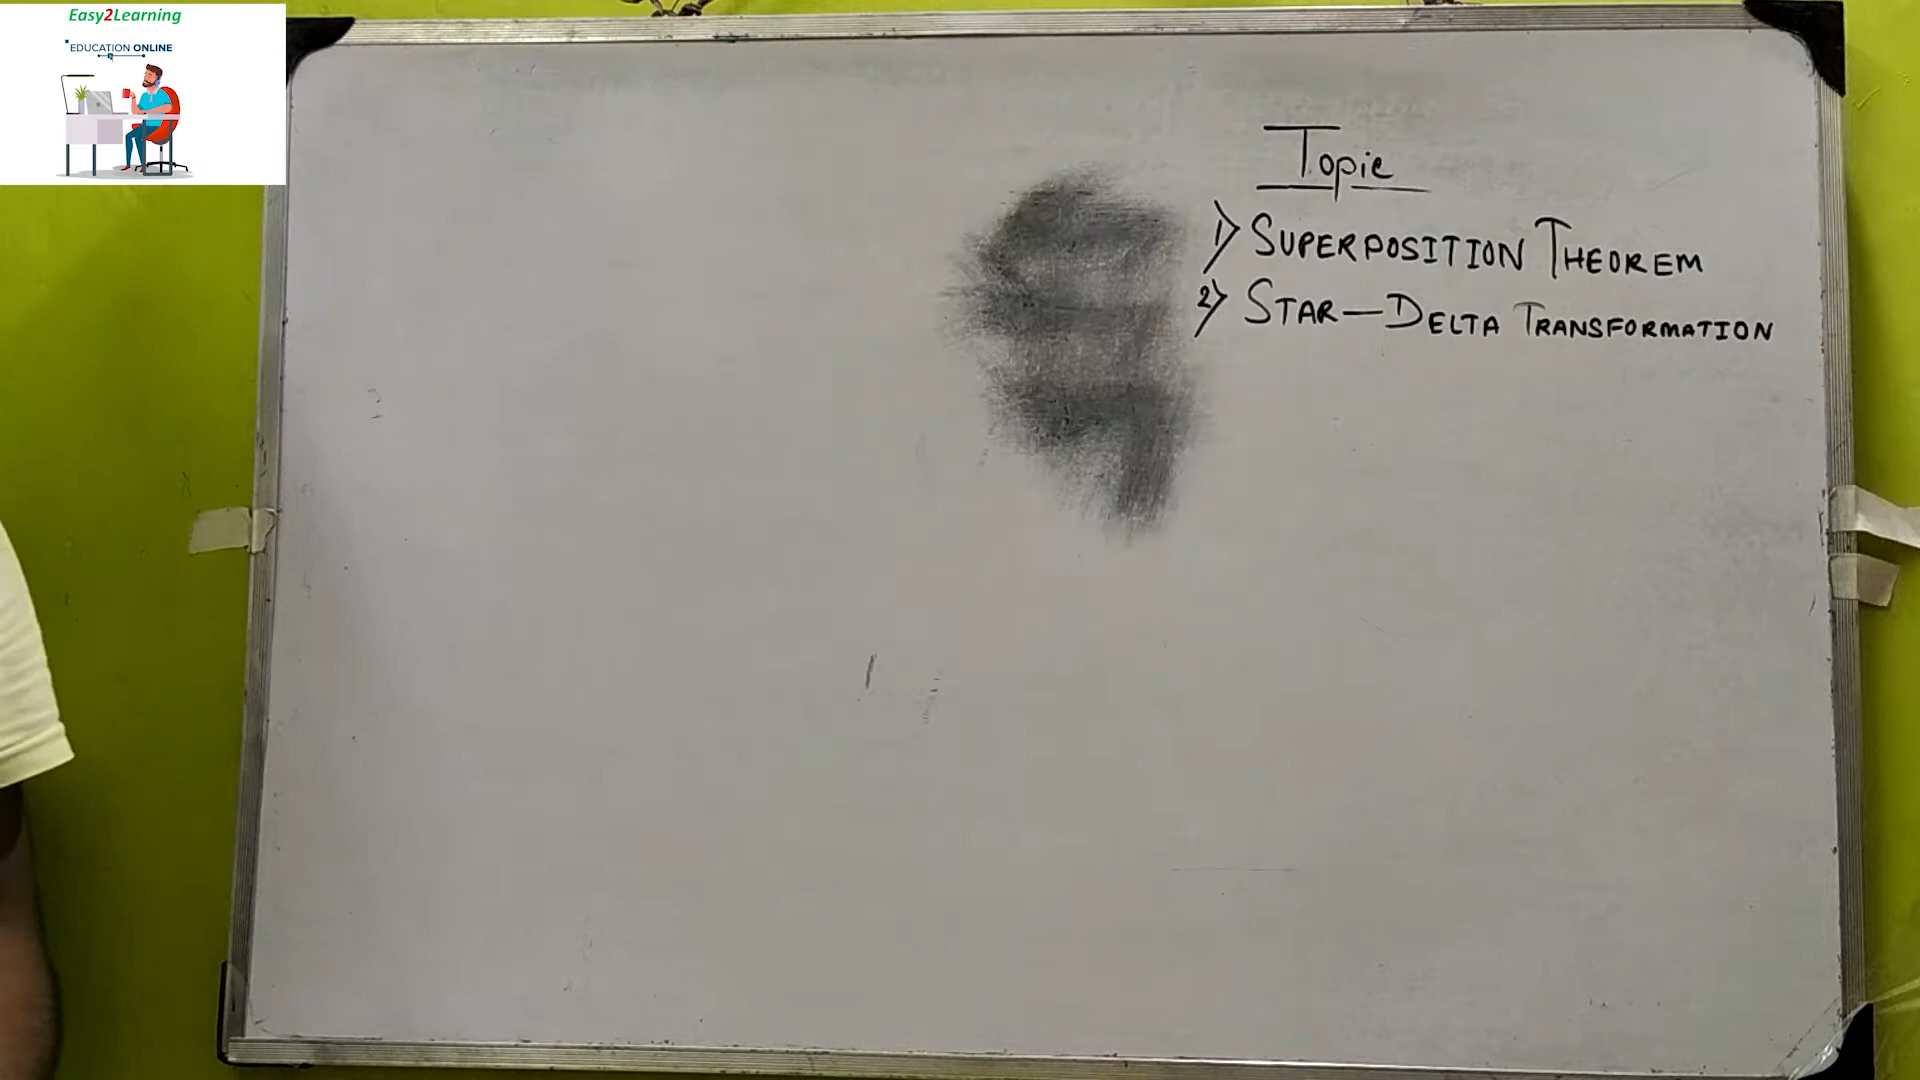 Easy2Learning
EDUCATION ONLINE
Topic
1) SUPERPOSITION THEOREM
2) STAR—DELTA TRANSFORMATION